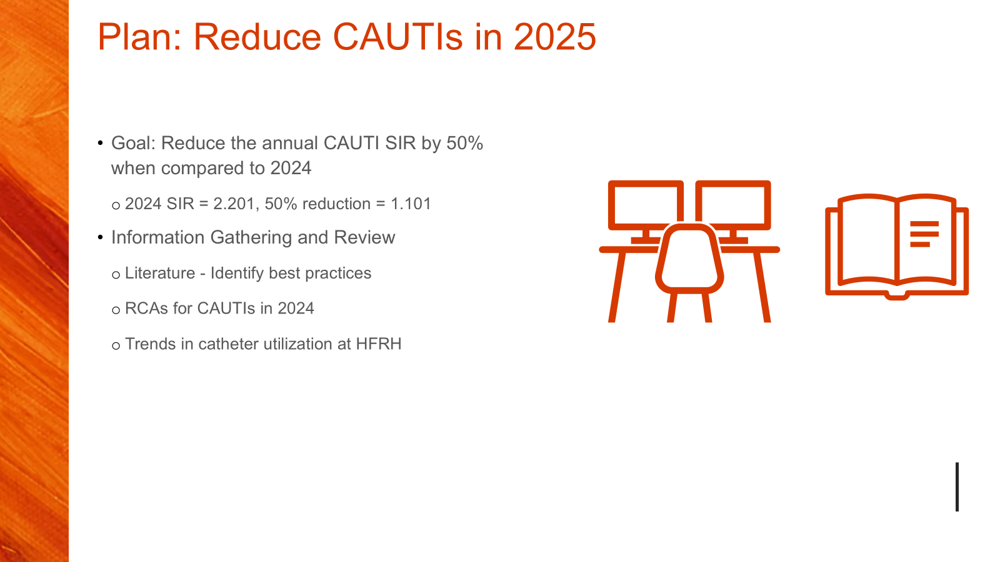 Plan: Reduce CAUTIs in 2025
• Goal: Reduce the annual CAUTI SIR by 50%
when compared to 2024
o 2024 SIR = 2.201, 50% reduction = 1.101
• Information Gathering and Review
o Literature - Identify best practices
o RCAs for CAUTIs in 2024
o Trends in catheter utilization at HFRH